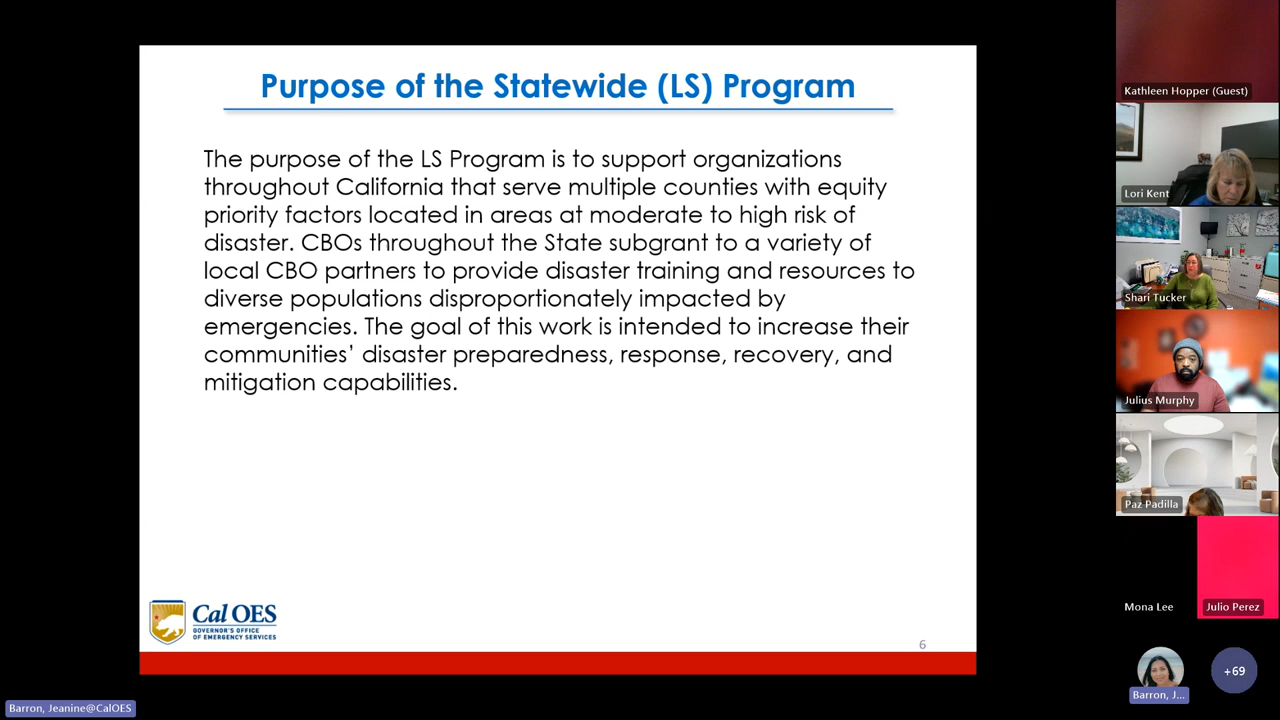 Purpose of the Statewide (LS) Program
The purpose of the LS Program is to support organizations
throughout California that serve multiple counties with equity
priority factors located in areas at moderate to high risk of
disaster. CBOs throughout the State subgrant to a variety of
local CBO partners to provide disaster training and resources to
diverse populations disproportionately impacted by
emergencies. The goal of this work is intended to increase their
communities’ disaster preparedness, response, recovery, and
mitigation capabilities.
Cal OES
GOVERNOR'S OFFICE
OF EMERGENCY SERVICES
6
Barron, Jeanine@CalOES
Kathleen Hopper (Guest)
Lori Kent
Shari Tucker
Julius Murphy
Paz Padilla
Mona Lee
Julio Perez
Barron, J...
+69